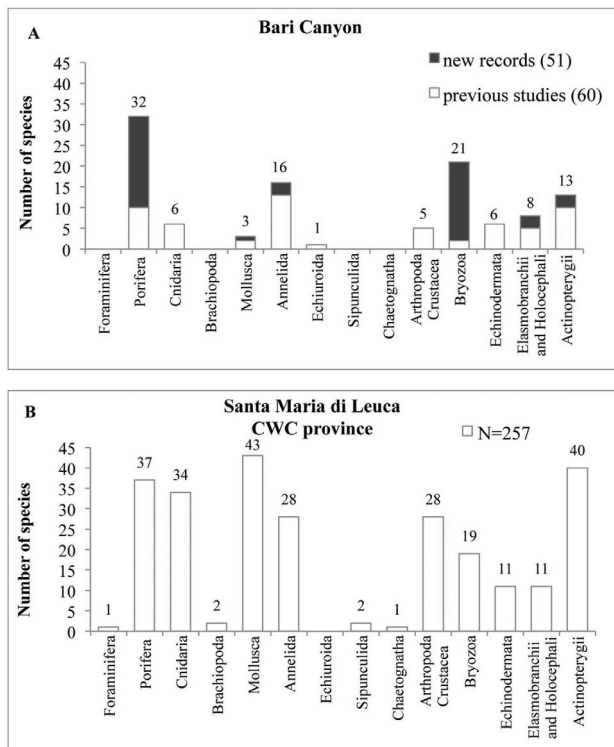 A
Bari Canyon
new records (51)
previous studies (60)
Number of species
45
40
35
30
25
20
15
10
5
0
32
6
3
16
1
5
21
6
8
13
Foraminifera
Porifera
Cnidaria
Brachiopoda
Mollusca
Annelida
Echiuroida
Sipunculida
Chaetognatha
Arthropoda
Crustacea
Bryozoa
Echinodermata
Elasmobranchii
and Holocephali
Actinopterygii
B
Santa Maria di Leuca
CWC province
N=257
Number of species
45
40
35
30
25
20
15
10
5
0
1
37
34
2
43
28
2
1
28
19
11
11
40
Foraminifera
Porifera
Cnidaria
Brachiopoda
Mollusca
Annelida
Echiuroida
Sipunculida
Chaetognatha
Arthropoda
Crustacea
Bryozoa
Echinodermata
Elasmobranchii
and Holocephali
Actinopterygii